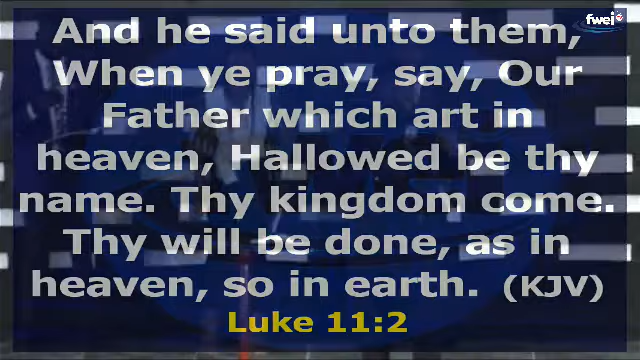 fwei
And he said unto them,
When ye pray, say, Our
Father which art in
heaven, Hallowed be thy
name. Thy kingdom come.
Thy will be done, as in
heaven, so in earth. (KJV)
Luke 11:2